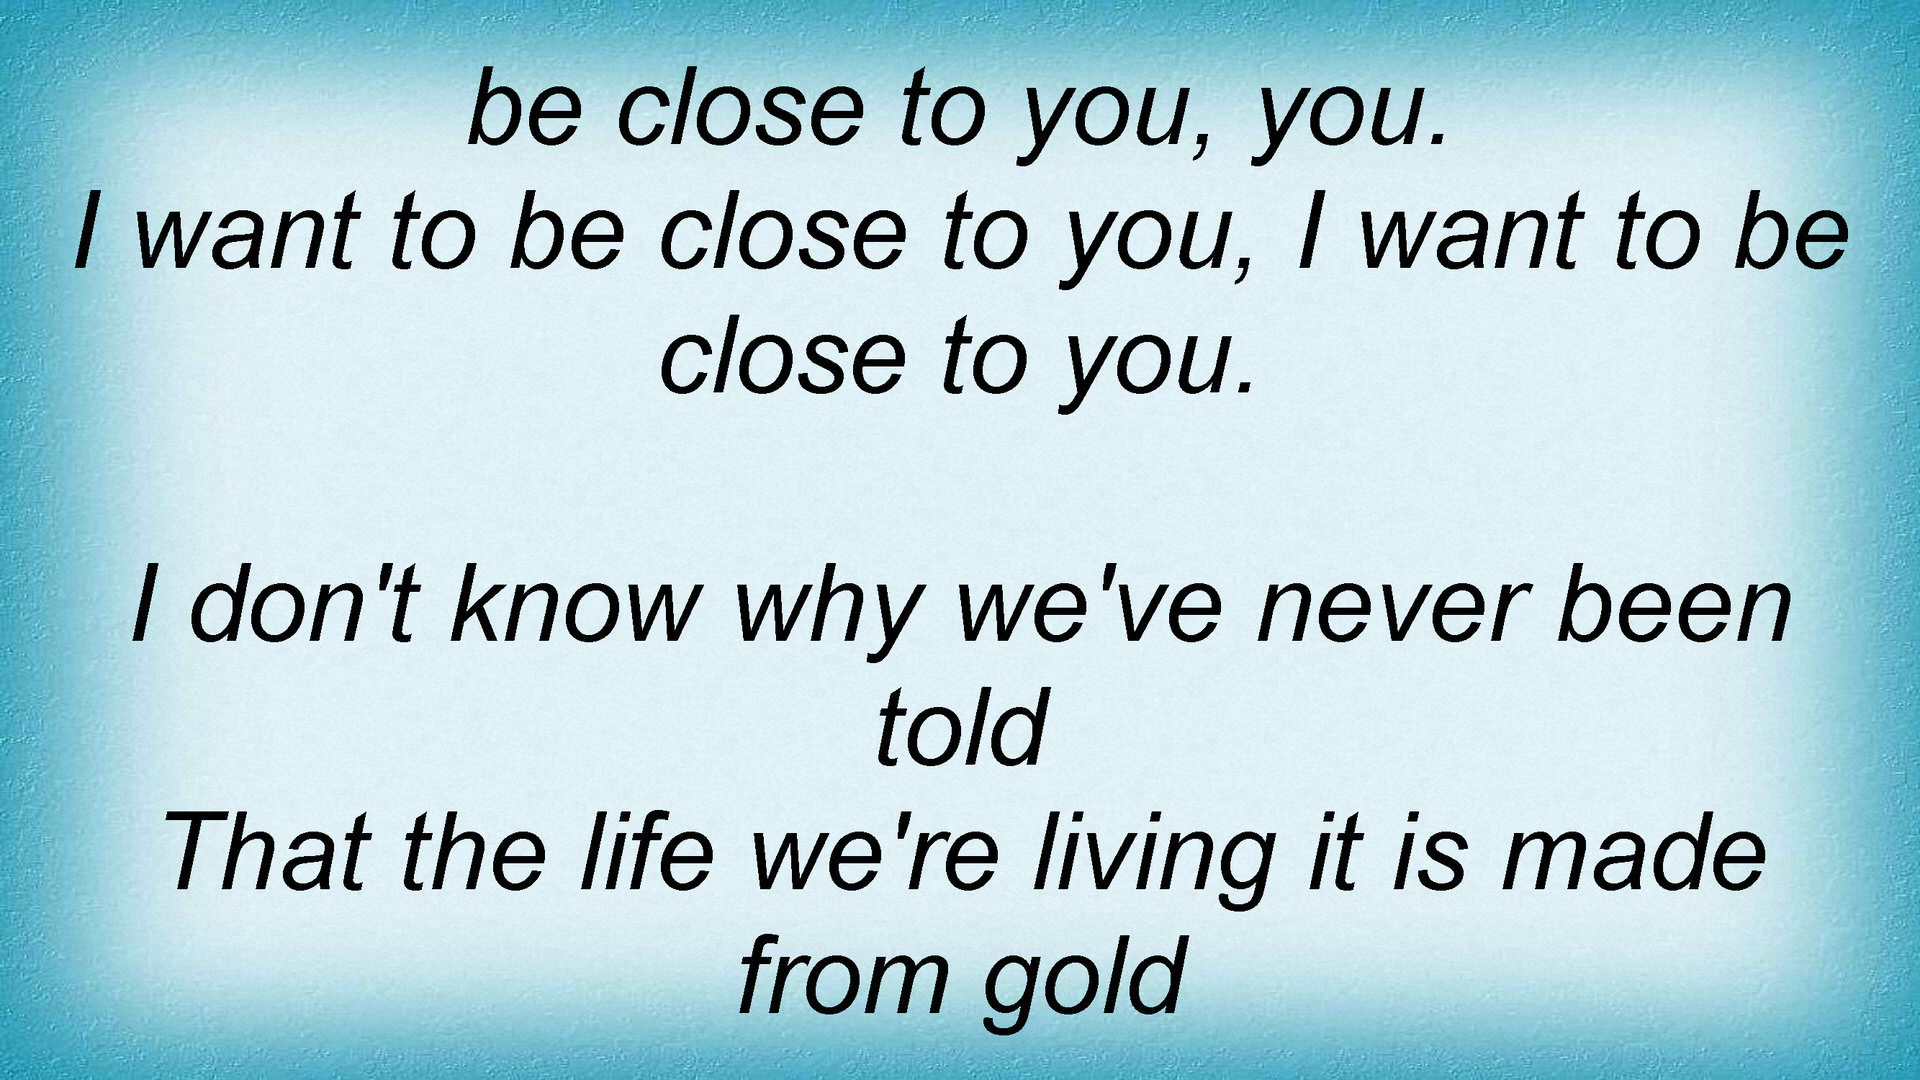 be close to you, you.
I want to be close to you, I want to be
close to you.
I don't know why we've never been
told
That the life we're living it is made
from gold